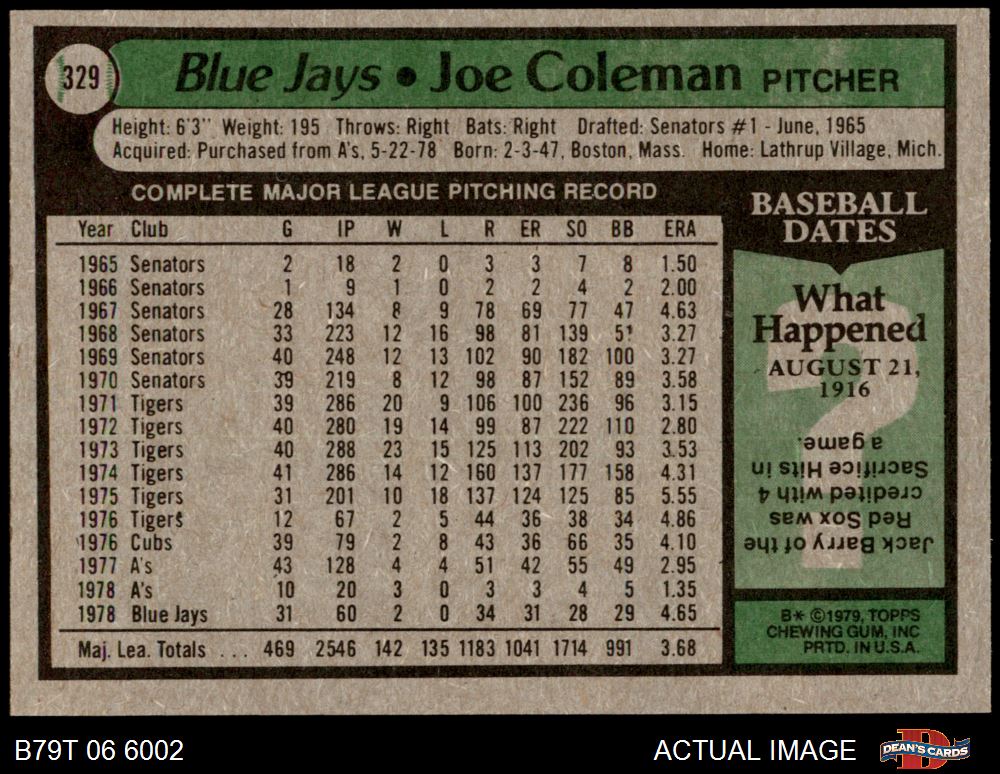 329
Blue Jays • Joe Coleman PITCHER
Height: 6'3" Weight: 195 Throws: Right Bats: Right Drafted: Senators #1 - June, 1965
Acquired: Purchased from A's, 5-22-78 Born: 2-3-47, Boston, Mass. Home: Lathrup Village, Mich.
COMPLETE MAJOR LEAGUE PITCHING RECORD
Year Club G IP W L R ER SO BB ERA
1965 Senators 2 18 2 0 3 3 7 8 1.50
1966 Senators 1 9 1 0 2 2 4 2 2.00
1967 Senators 28 134 8 9 78 69 77 47 4.63
1968 Senators 33 223 12 16 98 81 139 51 3.27
1969 Senators 40 248 12 13 102 90 182 100 3.27
1970 Senators 39 219 8 12 98 87 152 89 3.58
1971 Tigers 39 286 20 9 106 100 236 96 3.15
1972 Tigers 40 280 19 14 99 87 222 110 2.80
1973 Tigers 40 288 23 15 125 113 202 93 3.53
1974 Tigers 41 286 14 12 160 137 177 158 4.31
1975 Tigers 31 201 10 18 137 124 125 85 5.55
1976 Tigers 12 67 2 5 44 36 38 34 4.86
1976 Cubs 39 79 2 8 43 36 66 35 4.10
1977 A's 43 128 4 4 51 42 55 49 2.95
1978 A's 10 20 3 0 3 3 4 5 1.35
1978 Blue Jays 31 60 2 0 34 31 28 29 4.65
Maj. Lea. Totals ... 469 2546 142 135 1183 1041 1714 991 3.68
BASEBALL
DATES
What
Happened
AUGUST 21,
1916
Jack Barry of the
Red Sox was
credited with 4
Sacrifice Hits in
a game.
B* ©1979, TOPPS
CHEWING GUM, INC
PRTD. IN U.S.A.
B79T 06 6002
ACTUAL IMAGE
DEAN'S CARDS